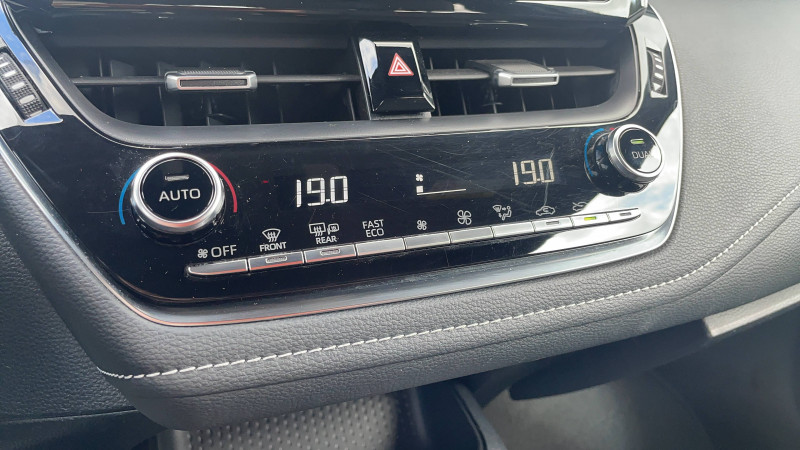 AUTO
19.0
19.0
DUAL
OFF
FRONT
REAR
FAST
ECO